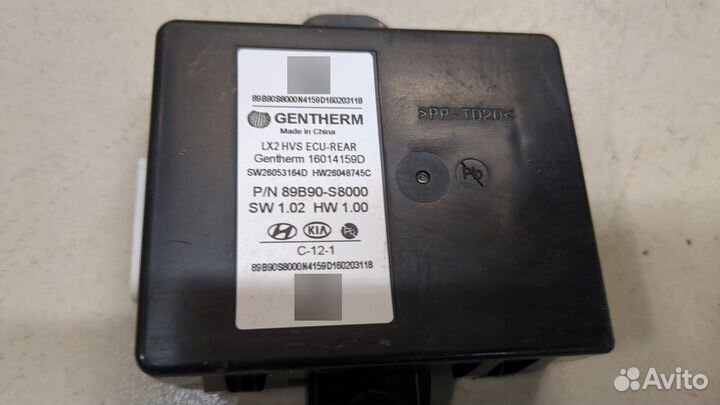 89B90S8000N4159D160203118
GENTHERM
Made in China
LX2 HVS ECU-REAR
Gentherm 16014159D
SW26053164D HW26048745C
P/N 89B90-S8000
SW 1.02 HW 1.00
KIA Pb
C-12-1
89B90S8000N4159D160203118
>PP-TD20<
Pb
Avito